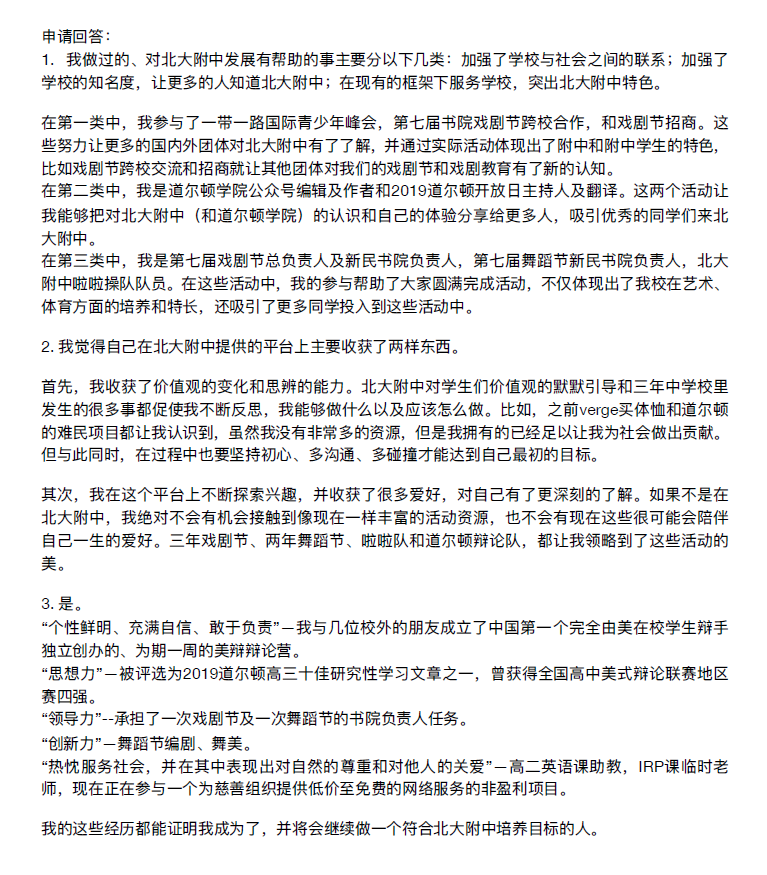 申请回答：
1. 我做过的、对北大附中发展有帮助的事主要分以下几类：加强了学校与社会之间的联系；加强了
学校的知名度，让更多的人知道北大附中；在现有的框架下服务学校，突出北大附中特色。
在第一类中，我参与了一带一路国际青少年峰会，第七届书院戏剧节跨校合作，和戏剧节招商。这
些努力让更多的国内外团体对北大附中有了了解，并通过实际活动体现出了附中和附中学生的特色，
比如戏剧节跨校交流和招商就让其他团体对我们的戏剧节和戏剧教育有了新的认知。
在第二类中，我是道尔顿学院公众号编辑及作者和2019道尔顿开放日主持人及翻译。这两个活动让
我能够把对北大附中（和道尔顿学院）的认识和自己的体验分享给更多人，吸引优秀的同学们来北
大附中。
在第三类中，我是第七届戏剧节总负责人及新民书院负责人，第七届舞蹈节新民书院负责人，北大
附中啦啦操队队员。在这些活动中，我的参与帮助了大家圆满完成活动，不仅体现出了我校在艺术、
体育方面的培养和特长，还吸引了更多同学投入到这些活动中。
2. 我觉得自己在北大附中提供的平台上主要收获了两样东西。
首先，我收获了价值观的变化和思辨的能力。北大附中对学生们价值观的默默引导和三年中学校里
发生的很多事都促使我不断反思，我能够做什么以及应该怎么做。比如，之前verge买体恤和道尔顿
的难民项目都让我认识到，虽然我没有非常多的资源，但是我拥有的已经足以让我为社会做出贡献。
但与此同时，在过程中也要坚持初心、多沟通、多碰撞才能达到自己最初的目标。
其次，我在这个平台上不断探索兴趣，并收获了很多爱好，对自己有了更深刻的了解。如果不是在
北大附中，我绝对不会有机会接触到像现在一样丰富的活动资源，也不会有现在这些很可能会陪伴
自己一生的爱好。三年戏剧节、两年舞蹈节、啦啦队和道尔顿辩论队，都让我领略到了这些活动的
美。
3. 是。
“个性鲜明、充满自信、敢于负责”—我与几位校外的朋友成立了中国第一个完全由美在校学生辩手
独立创办的、为期一周的美辩辩论营。
“思想力”—被评选为2019道尔顿高三十佳研究性学习文章之一，曾获得全国高中美式辩论联赛地区
赛四强。
“领导力”--承担了一次戏剧节及一次舞蹈节的书院负责人任务。
“创新力”—舞蹈节编剧、舞美。
“热忱服务社会，并在其中表现出对自然的尊重和对他人的关爱”—高二英语课助教，IRP课临时老
师，现在正在参与一个为慈善组织提供低价至免费的网络服务的非盈利项目。
我的这些经历都能证明我成为了，并将会继续做一个符合北大附中培养目标的人。